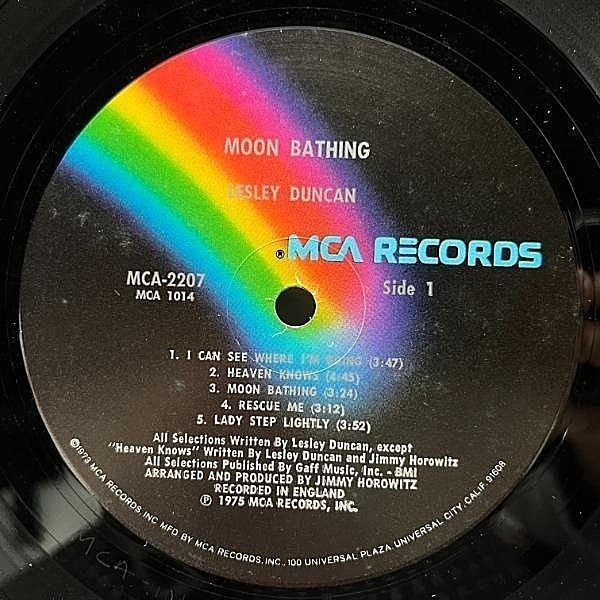 MOON BATHING
LESLEY DUNCAN
®MCA RECORDS
MCA-2207
MCA 1014
Side 1
1. I CAN SEE WHERE I'M GOING (3:47)
2. HEAVEN KNOWS (4:45)
3. MOON BATHING (3:24)
4. RESCUE ME (3:12)
5. LADY STEP LIGHTLY (3:52)
All Selections Written By Lesley Duncan, except
"Heaven Knows" Written By Lesley Duncan and Jimmy Horowitz
All Selections Published By Gaff Music, Inc. - BMI
ARRANGED AND PRODUCED BY JIMMY HOROWITZ
RECORDED IN ENGLAND
℗ 1975 MCA RECORDS, INC.
©1973 MCA RECORDS INC. MFD BY MCA RECORDS, INC., 100 UNIVERSAL PLAZA, UNIVERSAL CITY, CALIF. 91608
MCA